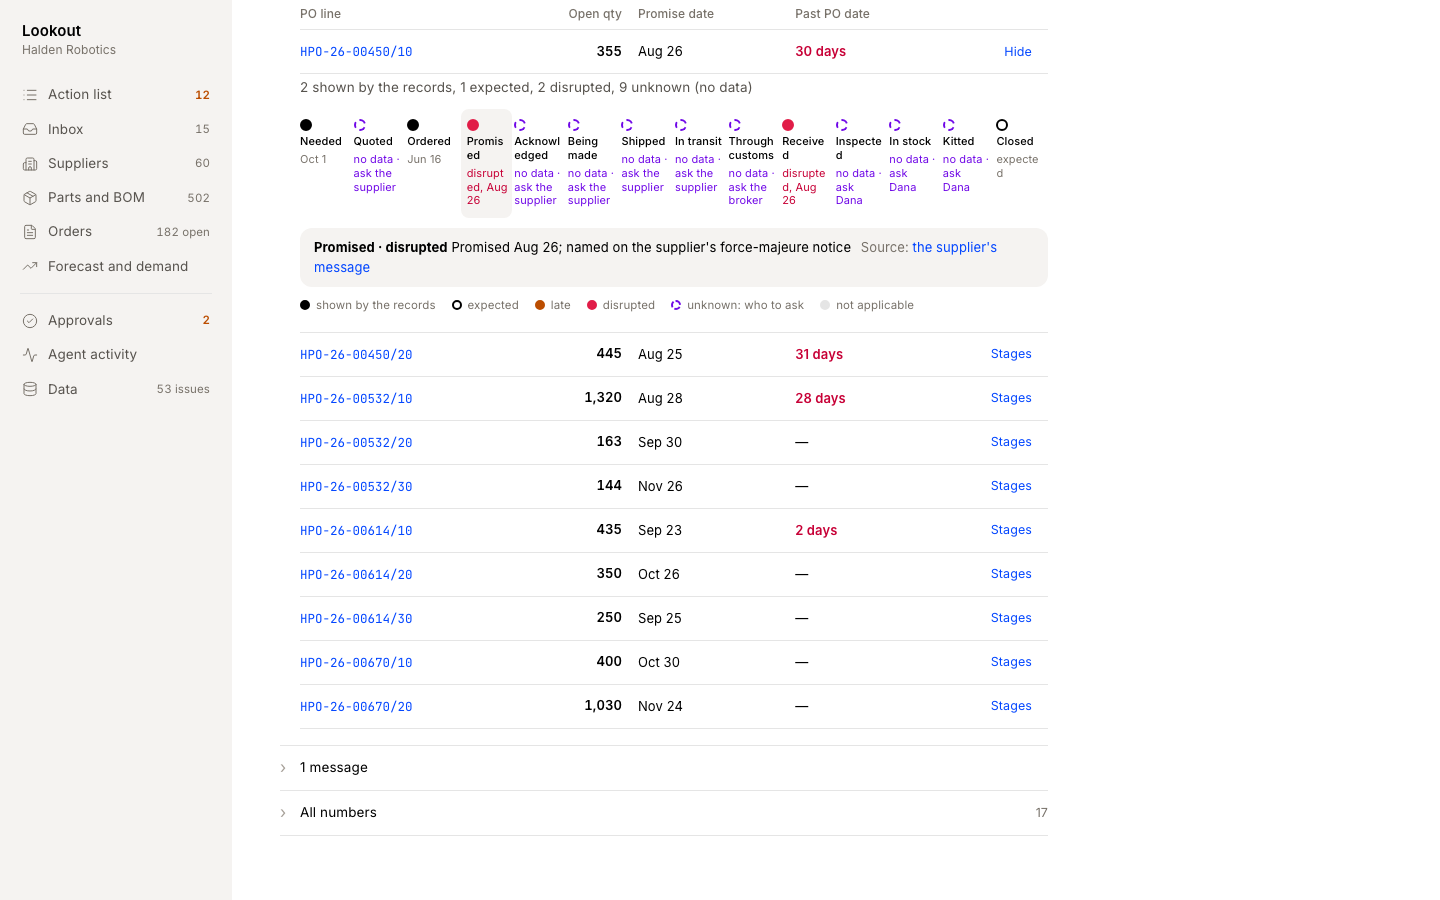 Lookout
Halden Robotics
Action list 12
Inbox 15
Suppliers 60
Parts and BOM 502
Orders 182 open
Forecast and demand
Approvals 2
Agent activity
Data 53 issues
PO line Open qty Promise date Past PO date
HPO-26-00450/10 355 Aug 26 30 days Hide
2 shown by the records, 1 expected, 2 disrupted, 9 unknown (no data)
Needed
Oct 1
Quoted
no data ·
ask the
supplier
Ordered
Jun 16
Promis
ed
disrupt
ed, Aug
26
Acknowl
edged
no data ·
ask the
supplier
Being
made
no data ·
ask the
supplier
Shipped
no data ·
ask the
supplier
In transit
no data ·
ask the
supplier
Through
customs
no data ·
ask the
broker
Receive
d
disrupte
d, Aug
26
Inspecte
d
no data ·
ask
Dana
In stock
no data ·
ask
Dana
Kitted
no data ·
ask
Dana
Closed
expecte
d
Promised · disrupted Promised Aug 26; named on the supplier's force-majeure notice Source: the supplier's
message
shown by the records expected late disrupted unknown: who to ask not applicable
HPO-26-00450/20 445 Aug 25 31 days Stages
HPO-26-00532/10 1,320 Aug 28 28 days Stages
HPO-26-00532/20 163 Sep 30 — Stages
HPO-26-00532/30 144 Nov 26 — Stages
HPO-26-00614/10 435 Sep 23 2 days Stages
HPO-26-00614/20 350 Oct 26 — Stages
HPO-26-00614/30 250 Sep 25 — Stages
HPO-26-00670/10 400 Oct 30 — Stages
HPO-26-00670/20 1,030 Nov 24 — Stages
1 message
All numbers 17